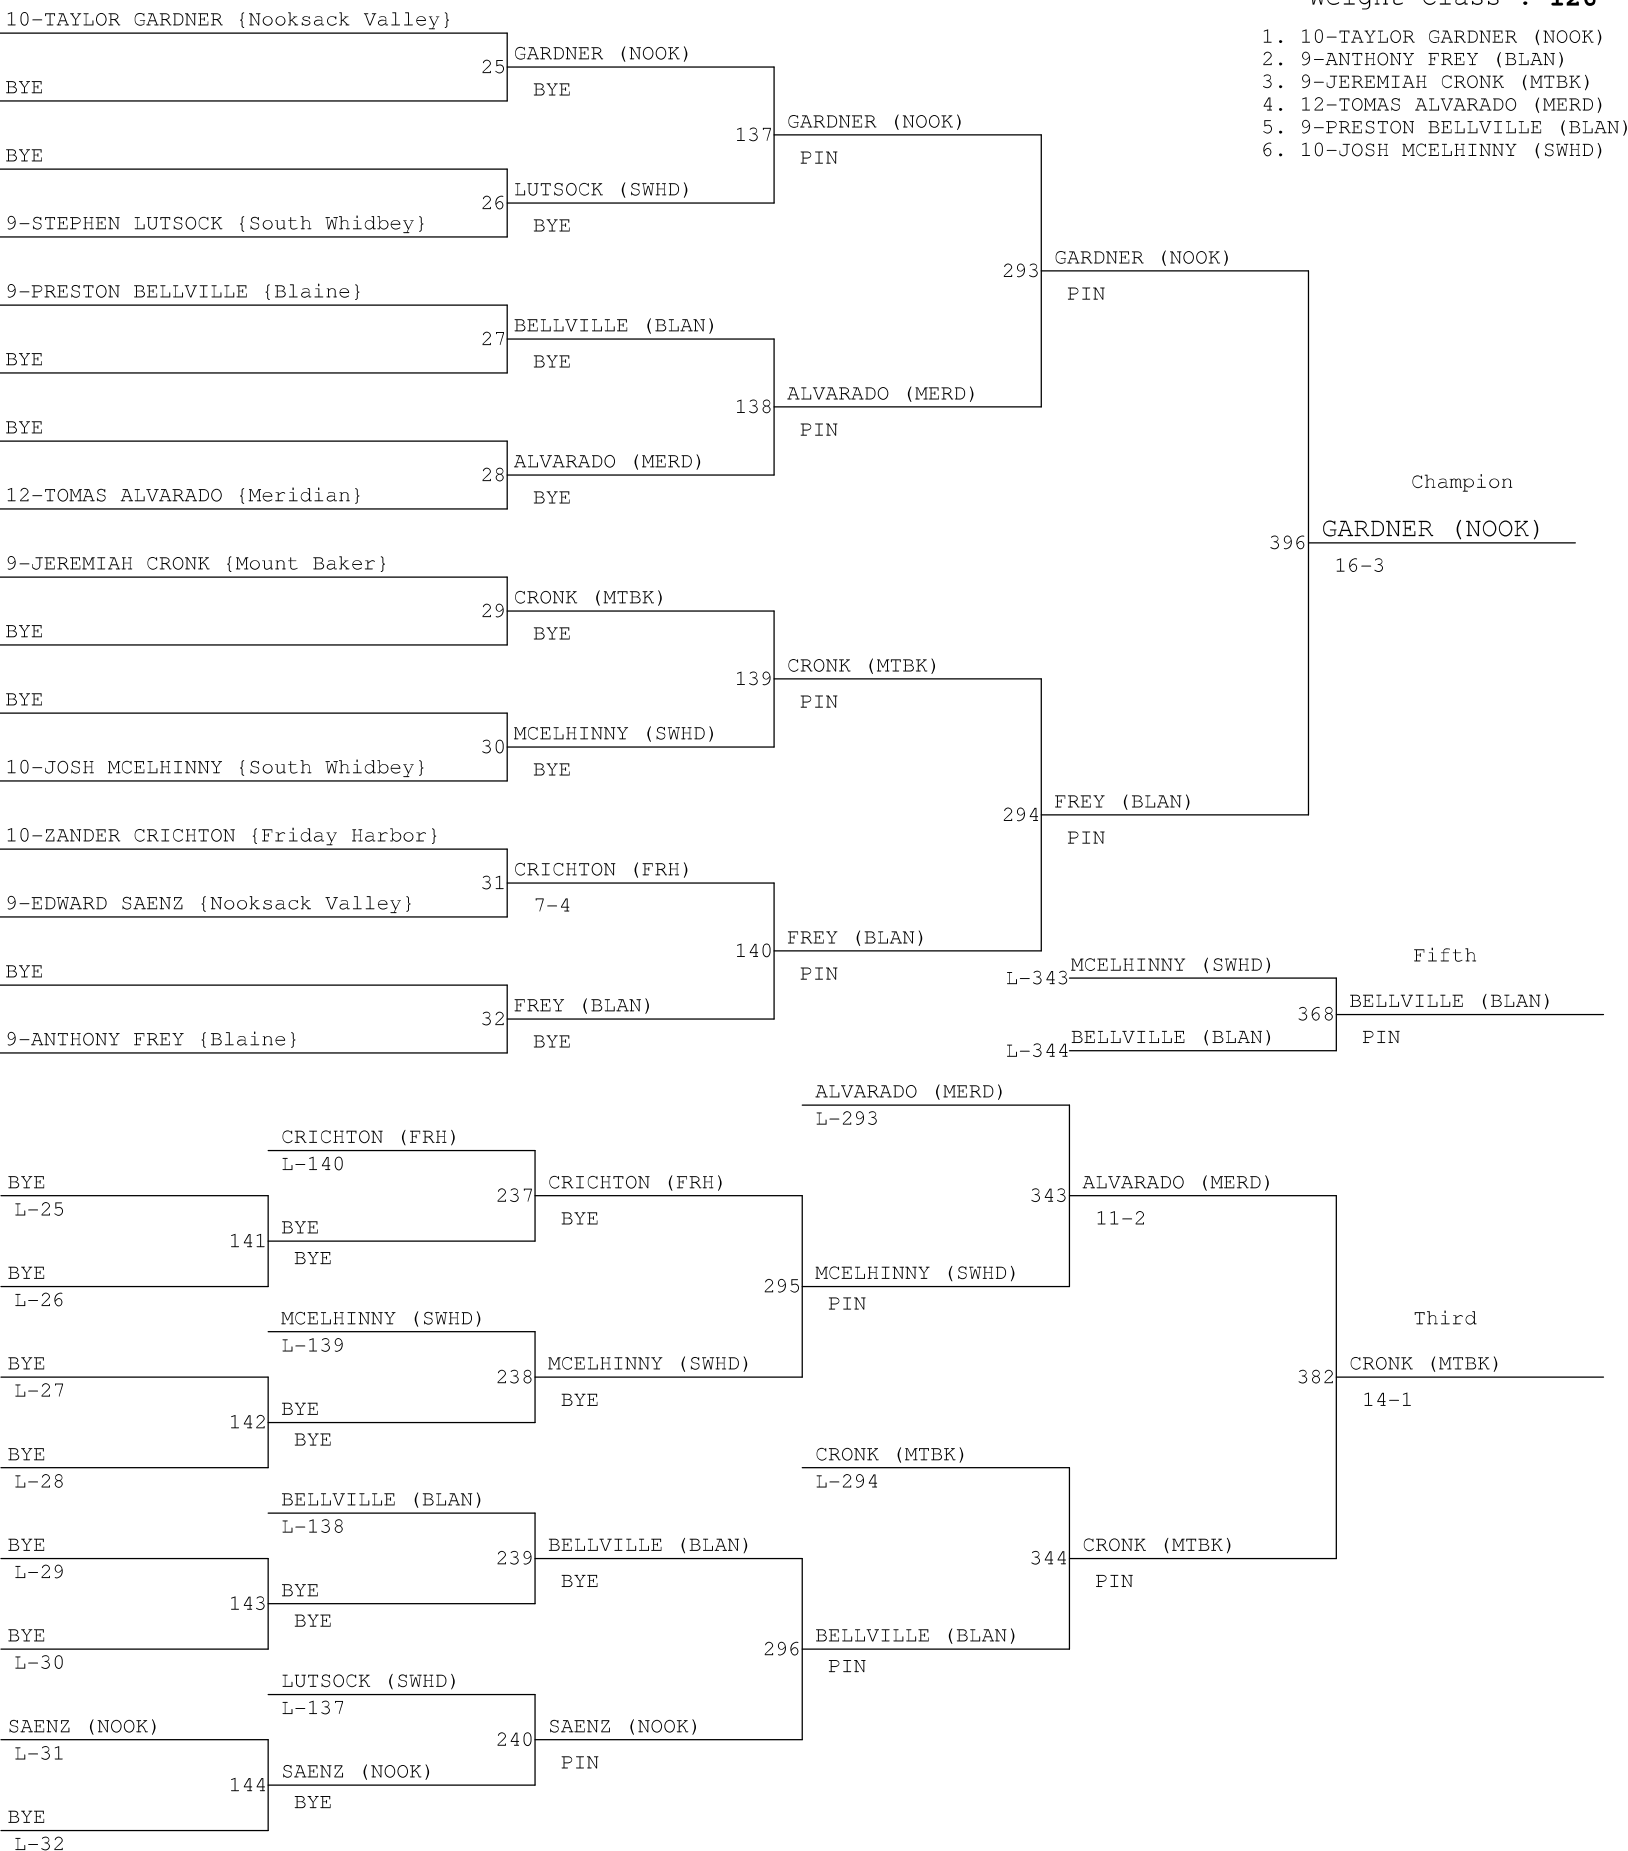 Weight Class : 126
1. 10-TAYLOR GARDNER (NOOK)
2. 9-ANTHONY FREY (BLAN)
3. 9-JEREMIAH CRONK (MTBK)
4. 12-TOMAS ALVARADO (MERD)
5. 9-PRESTON BELLVILLE (BLAN)
6. 10-JOSH MCELHINNY (SWHD)
10-TAYLOR GARDNER {Nooksack Valley}
25 GARDNER (NOOK)
BYE
BYE
137 GARDNER (NOOK)
PIN
BYE
26 LUTSOCK (SWHD)
BYE
9-STEPHEN LUTSOCK {South Whidbey}
293 GARDNER (NOOK)
PIN
9-PRESTON BELLVILLE {Blaine}
27 BELLVILLE (BLAN)
BYE
BYE
138 ALVARADO (MERD)
PIN
BYE
28 ALVARADO (MERD)
BYE
12-TOMAS ALVARADO {Meridian}
Champion
396 GARDNER (NOOK)
16-3
9-JEREMIAH CRONK {Mount Baker}
29 CRONK (MTBK)
BYE
BYE
139 CRONK (MTBK)
PIN
BYE
30 MCELHINNY (SWHD)
BYE
10-JOSH MCELHINNY {South Whidbey}
294 FREY (BLAN)
PIN
10-ZANDER CRICHTON {Friday Harbor}
31 CRICHTON (FRH)
7-4
9-EDWARD SAENZ {Nooksack Valley}
140 FREY (BLAN)
PIN
BYE
32 FREY (BLAN)
BYE
9-ANTHONY FREY {Blaine}
Fifth
L-343 MCELHINNY (SWHD)
368 BELLVILLE (BLAN)
PIN
L-344 BELLVILLE (BLAN)
ALVARADO (MERD)
L-293
CRICHTON (FRH)
L-140
BYE
L-25
237 CRICHTON (FRH)
BYE
343 ALVARADO (MERD)
11-2
141 BYE
BYE
BYE
L-26
295 MCELHINNY (SWHD)
PIN
MCELHINNY (SWHD)
L-139
Third
BYE
L-27
238 MCELHINNY (SWHD)
BYE
382 CRONK (MTBK)
14-1
142 BYE
BYE
BYE
L-28
CRONK (MTBK)
L-294
BELLVILLE (BLAN)
L-138
BYE
L-29
239 BELLVILLE (BLAN)
BYE
344 CRONK (MTBK)
PIN
143 BYE
BYE
BYE
L-30
296 BELLVILLE (BLAN)
PIN
LUTSOCK (SWHD)
L-137
SAENZ (NOOK)
L-31
240 SAENZ (NOOK)
PIN
144 SAENZ (NOOK)
BYE
BYE
L-32